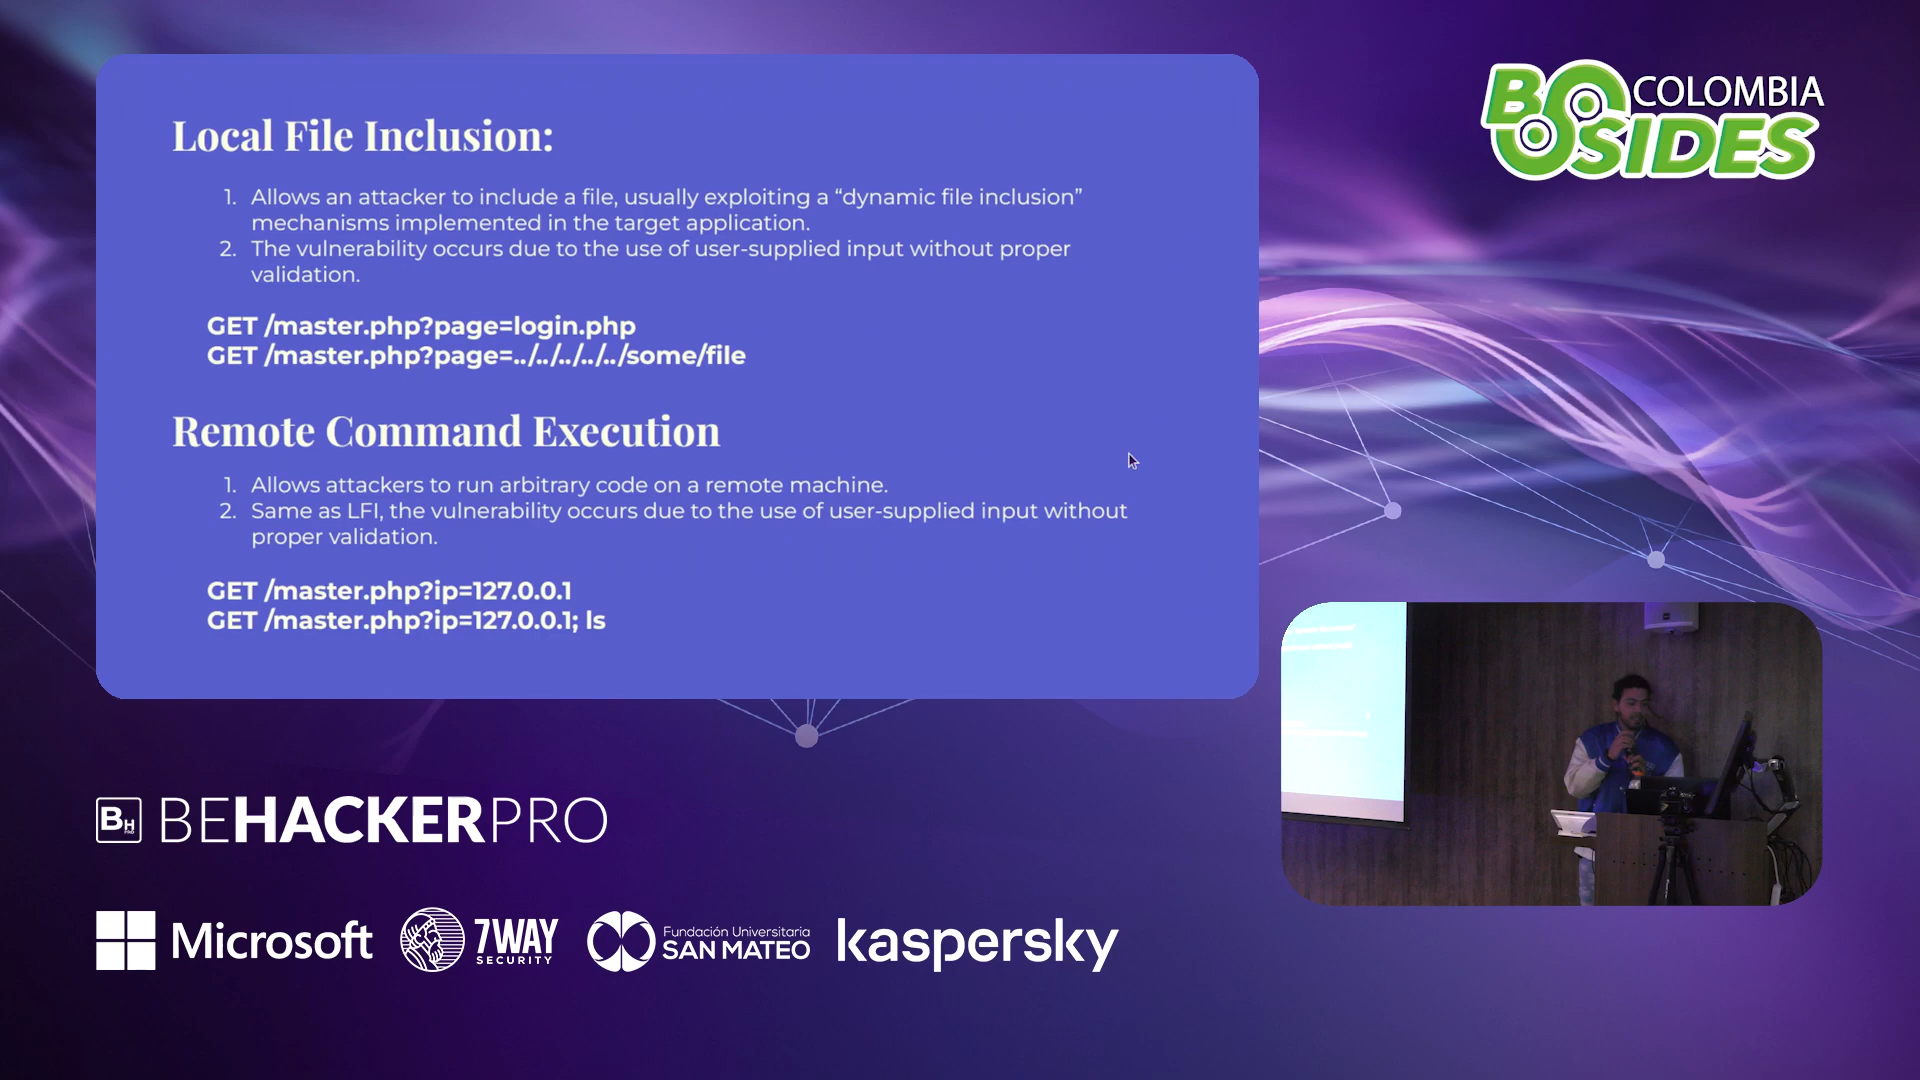 Local File Inclusion:
1. Allows an attacker to include a file, usually exploiting a “dynamic file inclusion”
mechanisms implemented in the target application.
2. The vulnerability occurs due to the use of user-supplied input without proper
validation.
GET /master.php?page=login.php
GET /master.php?page=../../../../../some/file
Remote Command Execution
1. Allows attackers to run arbitrary code on a remote machine.
2. Same as LFI, the vulnerability occurs due to the use of user-supplied input without
proper validation.
GET /master.php?ip=127.0.0.1
GET /master.php?ip=127.0.0.1; ls
COLOMBIA
BSIDES
BH PRO
BEHACKERPRO
Microsoft
7WAY
SECURITY
Fundación Universitaria
SAN MATEO
kaspersky